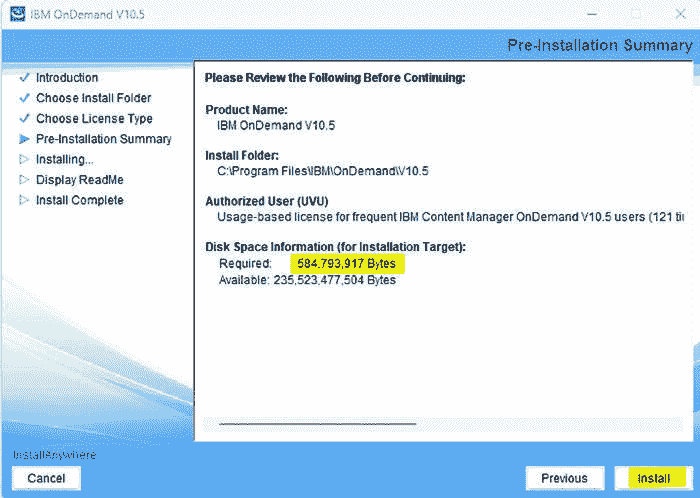 IBM OnDemand V10.5
Pre-Installation Summary
Introduction
Choose Install Folder
Choose License Type
Pre-Installation Summary
Installing...
Display ReadMe
Install Complete
Please Review the Following Before Continuing:
Product Name:
IBM OnDemand V10.5
Install Folder:
C:\Program Files\IBM\OnDemand\V10.5
Authorized User (UVU)
Usage-based license for frequent IBM Content Manager OnDemand V10.5 users (121 ti
Disk Space Information (for Installation Target):
Required: 584,793,917 Bytes
Available: 235,523,477,504 Bytes
InstallAnywhere
Cancel
Previous
Install